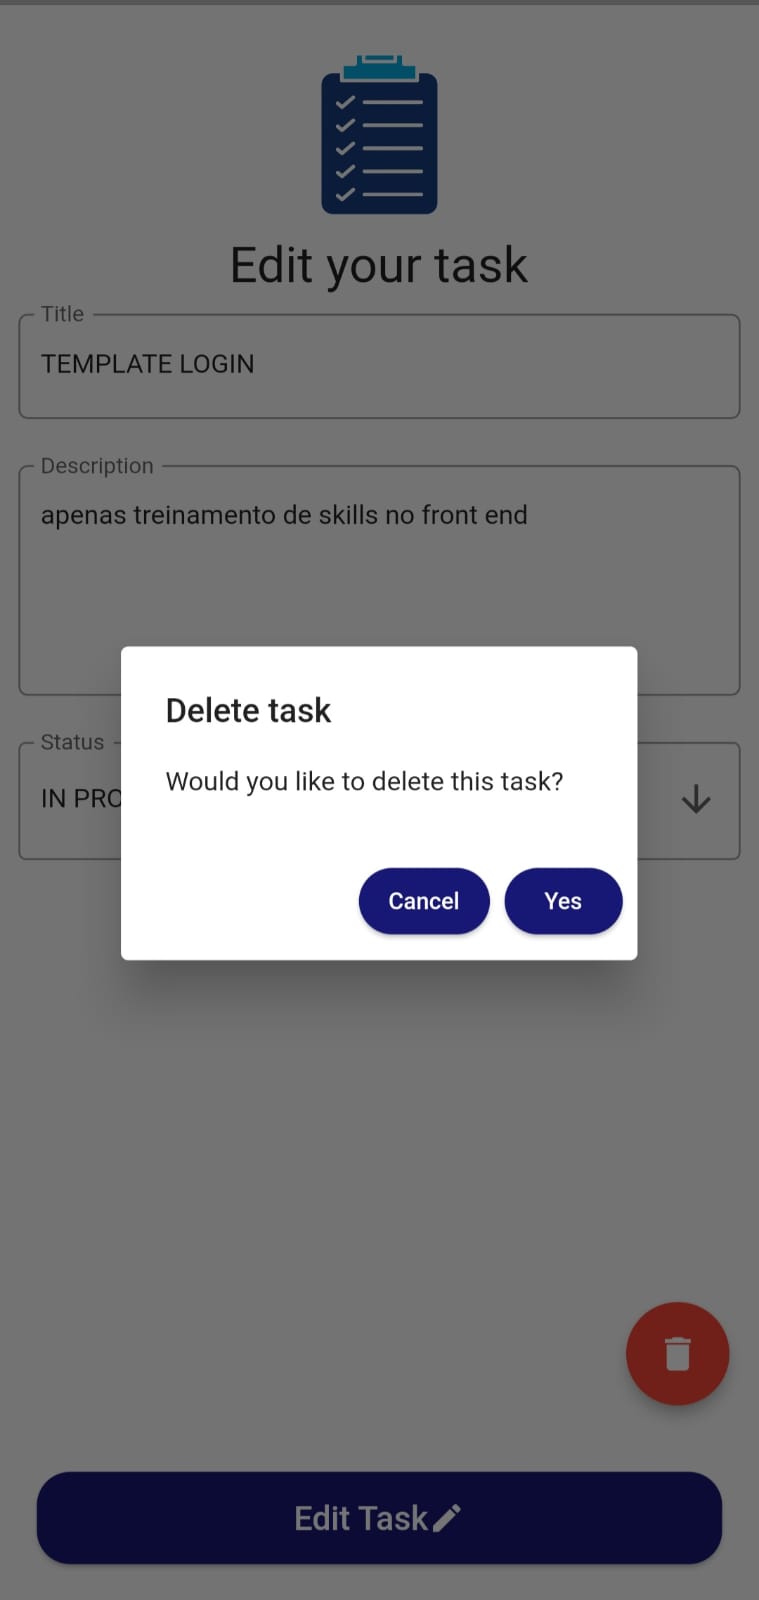 Edit your task
Title
TEMPLATE LOGIN
Description
apenas treinamento de skills no front end
Delete task
Would you like to delete this task?
Status
IN PRO
Cancel
Yes
Edit Task